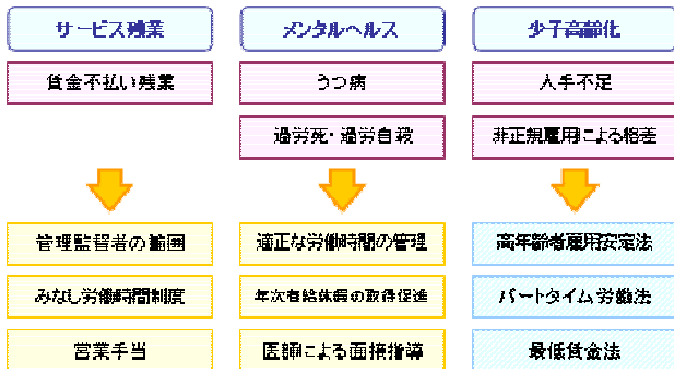 サービス残業
メンタルヘルス
少子高齢化
賃金不払い残業
うつ病
人手不足
過労死・過労自殺
非正規雇用による格差
管理監督者の範囲
適正な労働時間の管理
高年齢者雇用安定法
みなし労働時間制度
年次有給休暇の取得促進
パートタイム労働法
営業手当
医師による面接指導
最低賃金法